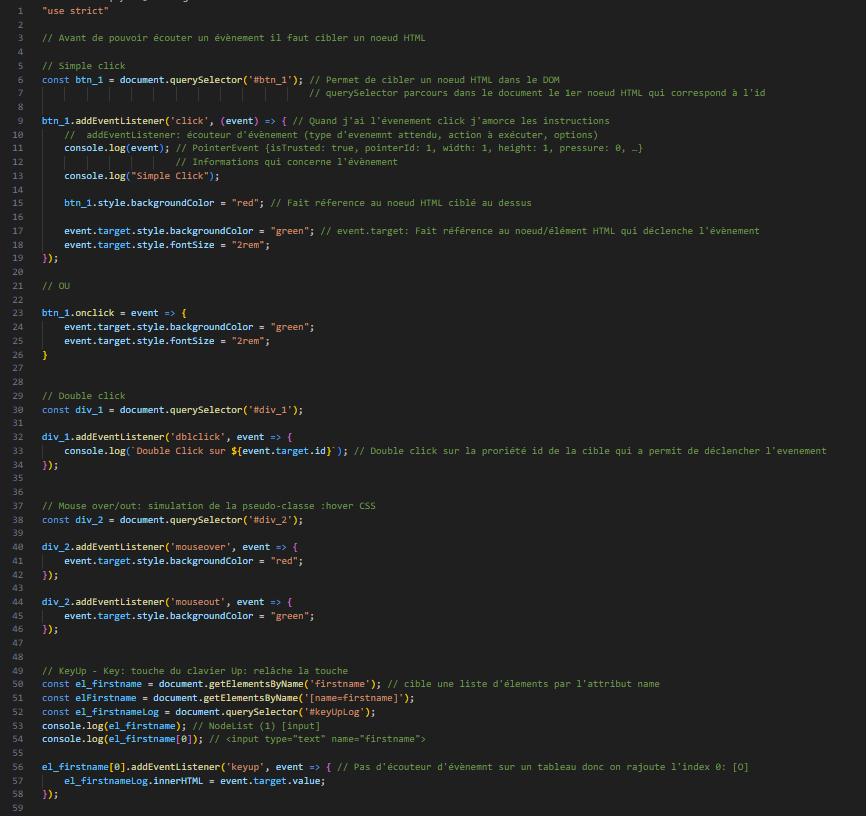 1 "use strict"
2
3 // Avant de pouvoir écouter un évènement il faut cibler un noeud HTML
4
5 // Simple click
6 const btn_1 = document.querySelector('#btn_1'); // Permet de cibler un noeud HTML dans le DOM
7 // querySelector parcours dans le document le 1er noeud HTML qui correspond à l'id
8
9 btn_1.addEventListener('click', (event) => { // Quand j'ai l'évenement click j'amorce les instructions
10 // addEventListener: écouteur d'évènement (type d'evenemnt attendu, action à exécuter, options)
11 console.log(event); // PointerEvent {isTrusted: true, pointerId: 1, width: 1, height: 1, pressure: 0, …}
12 // Informations qui concerne l'évènement
13 console.log("Simple Click");
14
15 btn_1.style.backgroundColor = "red"; // Fait réference au noeud HTML ciblé au dessus
16
17 event.target.style.backgroundColor = "green"; // event.target: Fait référence au noeud/élément HTML qui déclenche l'évènement
18 event.target.style.fontSize = "2rem";
19 });
20
21 // OU
22
23 btn_1.onclick = event => {
24 event.target.style.backgroundColor = "green";
25 event.target.style.fontSize = "2rem";
26 }
27
28
29 // Double click
30 const div_1 = document.querySelector('#div_1');
31
32 div_1.addEventListener('dblclick', event => {
33 console.log(`Double Click sur ${event.target.id}`); // Double click sur la proriété id de la cible qui a permit de déclencher l'evenement
34 });
35
36
37 // Mouse over/out: simulation de la pseudo-classe :hover CSS
38 const div_2 = document.querySelector('#div_2');
39
40 div_2.addEventListener('mouseover', event => {
41 event.target.style.backgroundColor = "red";
42 });
43
44 div_2.addEventListener('mouseout', event => {
45 event.target.style.backgroundColor = "green";
46 });
47
48
49 // KeyUp - Key: touche du clavier Up: relâche la touche
50 const el_firstname = document.getElementsByName('firstname'); // cible une liste d'élements par l'attribut name
51 const elFirstname = document.getElementsByName('[name=firstname]');
52 const el_firstnameLog = document.querySelector('#keyUpLog');
53 console.log(el_firstname); // NodeList (1) [input]
54 console.log(el_firstname[0]); // <input type="text" name="firstname">
55
56 el_firstname[0].addEventListener('keyup', event => { // Pas d'écouteur d'évènemnt sur un tableau donc on rajoute l'index 0: [O]
57 el_firstnameLog.innerHTML = event.target.value;
58 });
59